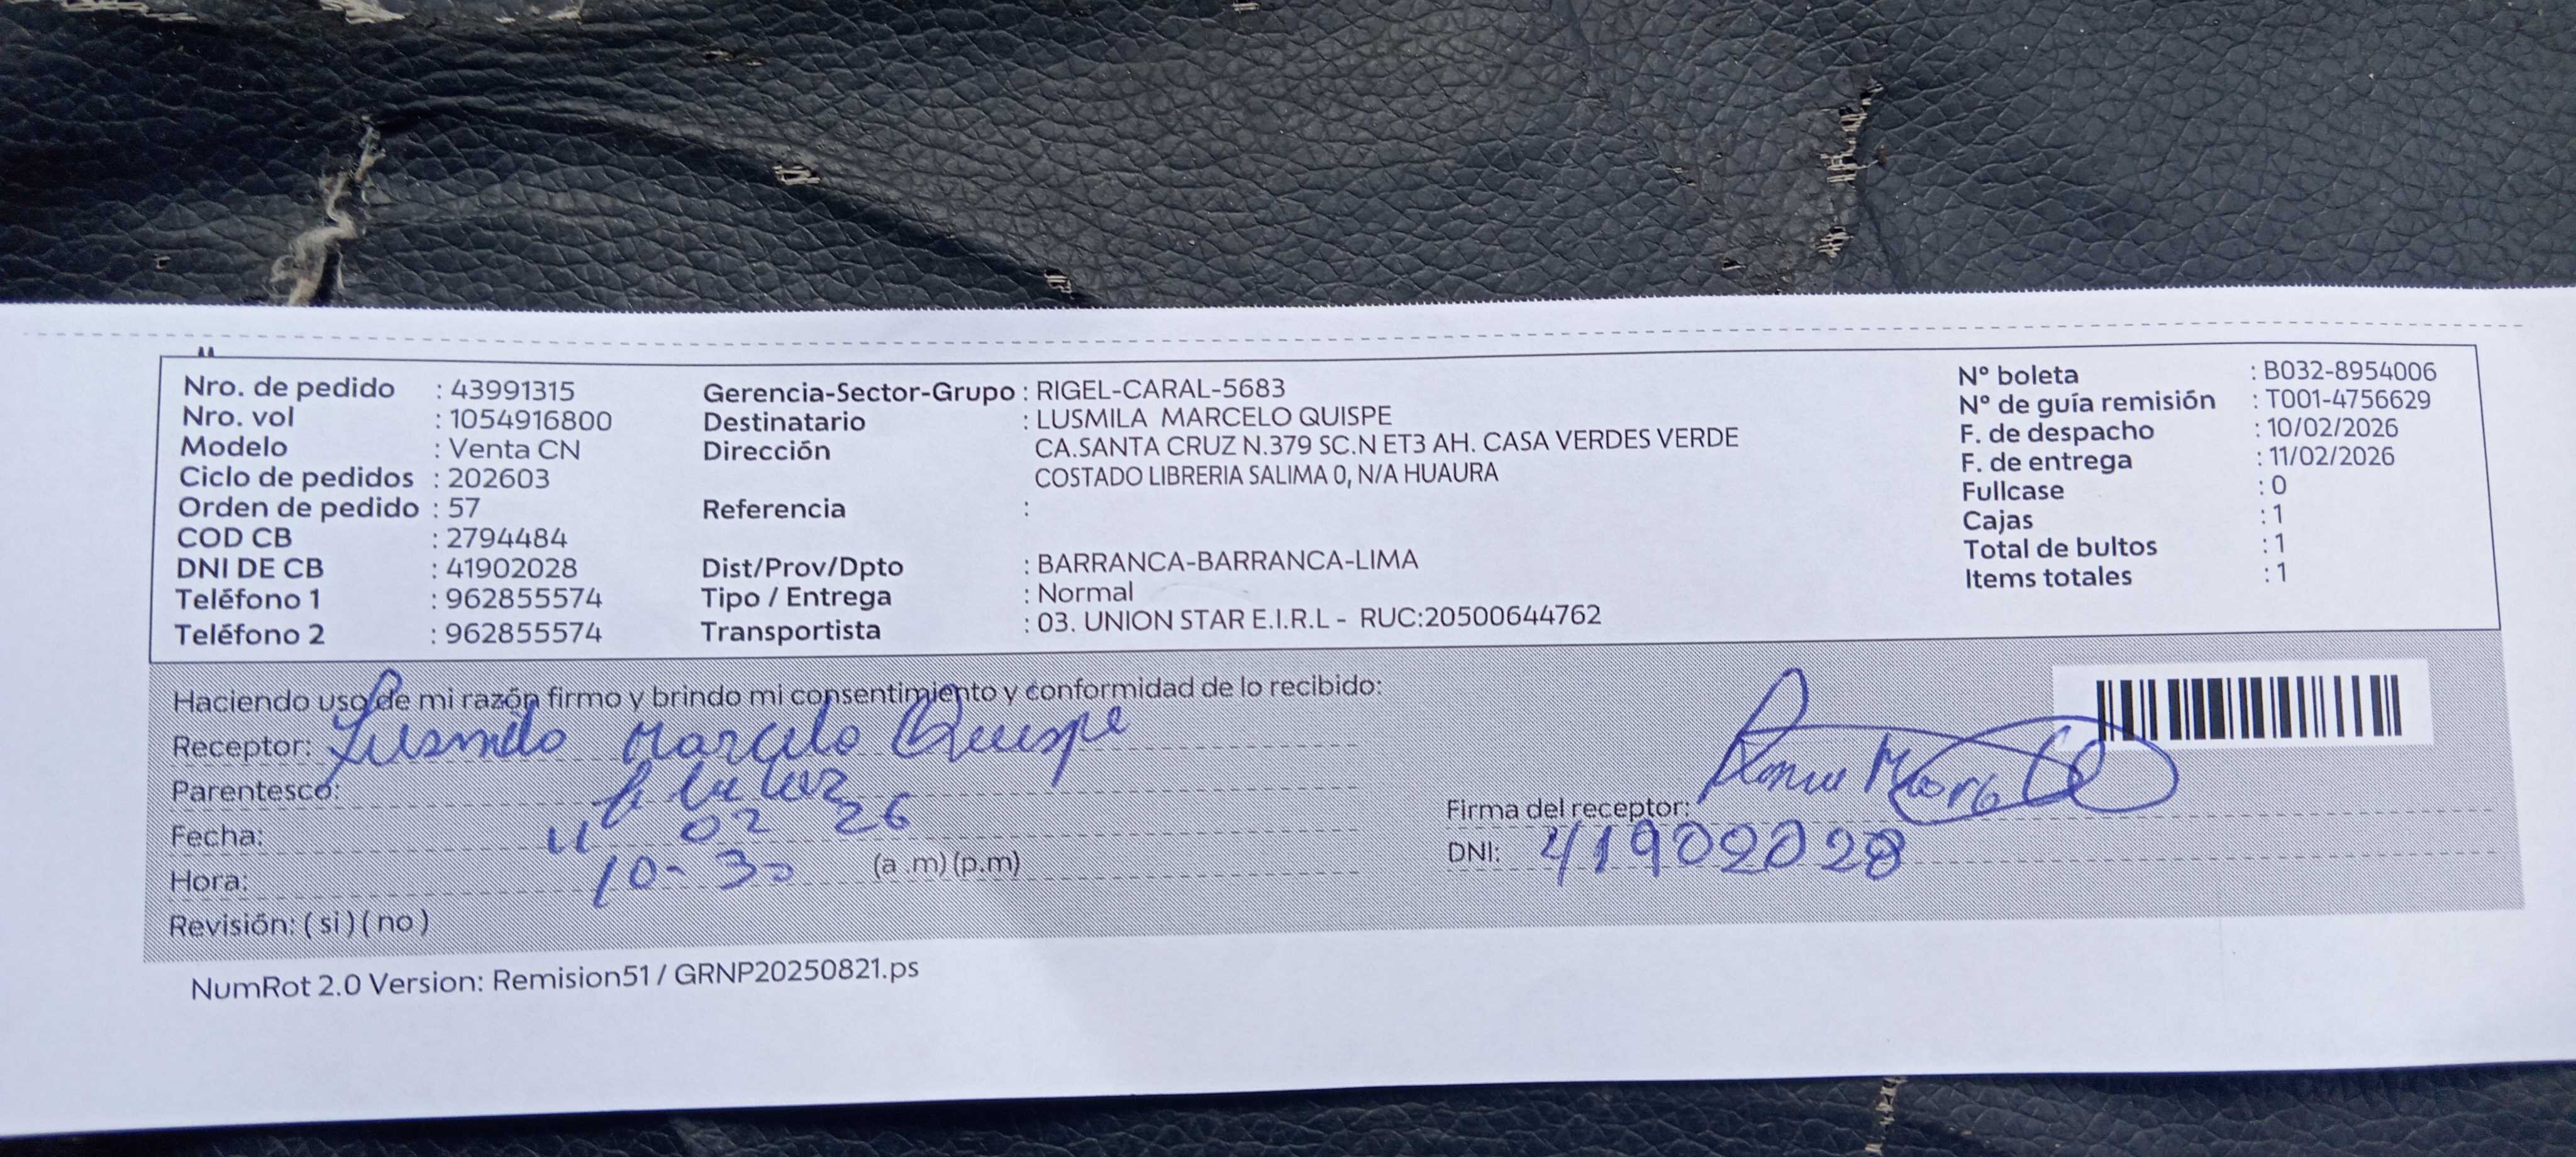 Nro. de pedido : 43991315
Nro. vol : 1054916800
Modelo : Venta CN
Ciclo de pedidos : 202603
Orden de pedido : 57
COD CB : 2794484
DNI DE CB : 41902028
Teléfono 1 : 962855574
Teléfono 2 : 962855574
Gerencia-Sector-Grupo : RIGEL-CARAL-5683
Destinatario : LUSMILA MARCELO QUISPE
Dirección CA.SANTA CRUZ N.379 SC.N ET3 AH. CASA VERDES VERDE
COSTADO LIBRERIA SALIMA 0, N/A HUAURA
Referencia :
Dist/Prov/Dpto : BARRANCA-BARRANCA-LIMA
Tipo / Entrega : Normal
Transportista : 03. UNION STAR E.I.R.L - RUC:20500644762
N° boleta : B032-8954006
N° de guía remisión : T001-4756629
F. de despacho : 10/02/2026
F. de entrega : 11/02/2026
Fullcase : 0
Cajas : 1
Total de bultos : 1
Items totales : 1
Haciendo uso de mi razón firmo y brindo mi consentimiento y conformidad de lo recibido:
Receptor: Lusmila Marcelo Quispe
Parentesco:
Fecha: 11 02 26
Hora: 10-30 (a .m) (p.m)
Revisión: ( si ) ( no )
Firma del receptor:
DNI: 41902028
NumRot 2.0 Version: Remision51 / GRNP20250821.ps